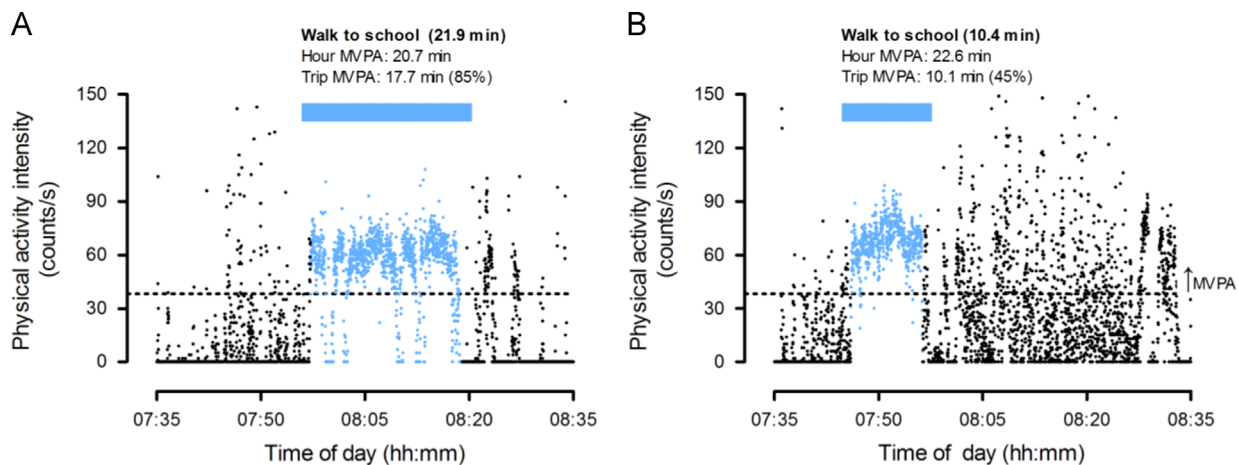 A
Walk to school (21.9 min)
Hour MVPA: 20.7 min
Trip MVPA: 17.7 min (85%)
Physical activity intensity
(counts/s)
150
120
90
60
30
0
07:35
07:50
08:05
08:20
08:35
Time of day (hh:mm)
B
Walk to school (10.4 min)
Hour MVPA: 22.6 min
Trip MVPA: 10.1 min (45%)
Physical activity intensity
(counts/s)
150
120
90
60
30
0
MVPA
07:35
07:50
08:05
08:20
08:35
Time of day (hh:mm)